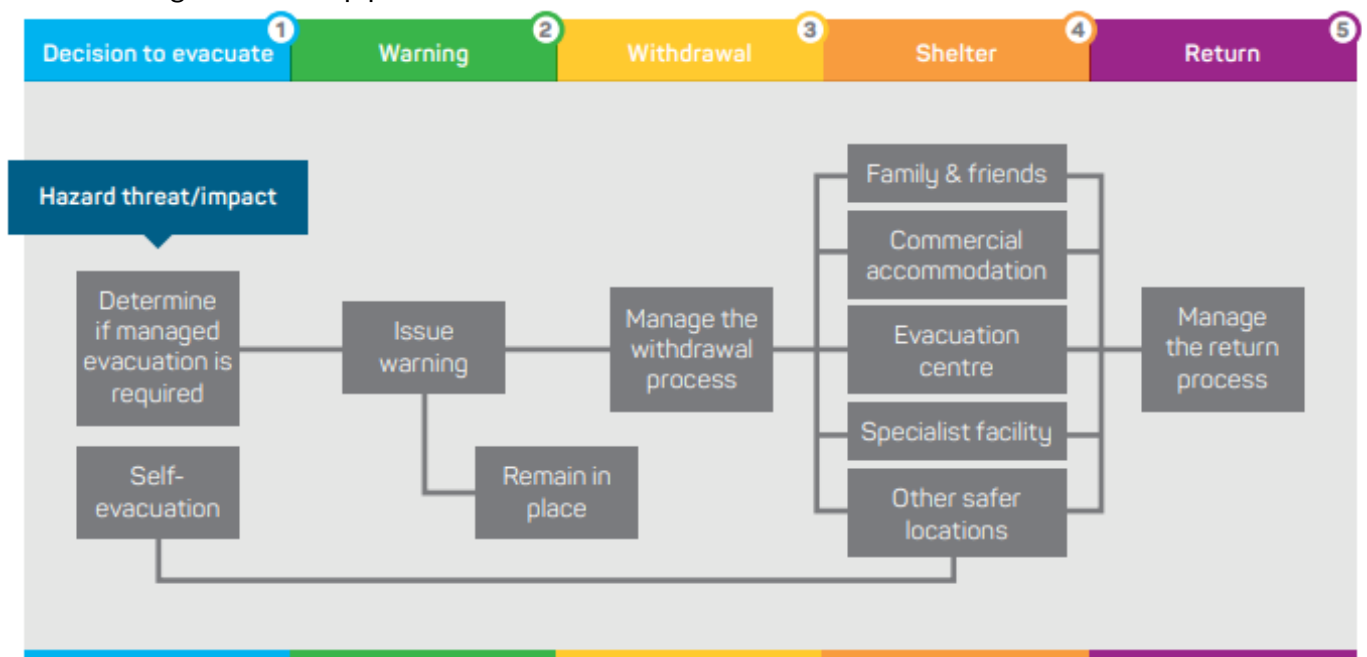 Decision to evacuate
1
Warning
2
Withdrawal
3
Shelter
4
Return
5
Hazard threat/impact
Determine
if managed
evacuation is
required
Self-
evacuation
Issue
warning
Remain in
place
Manage the
withdrawal
process
Family & friends
Commercial
accommodation
Evacuation
centre
Specialist facility
Other safer
locations
Manage
the return
process